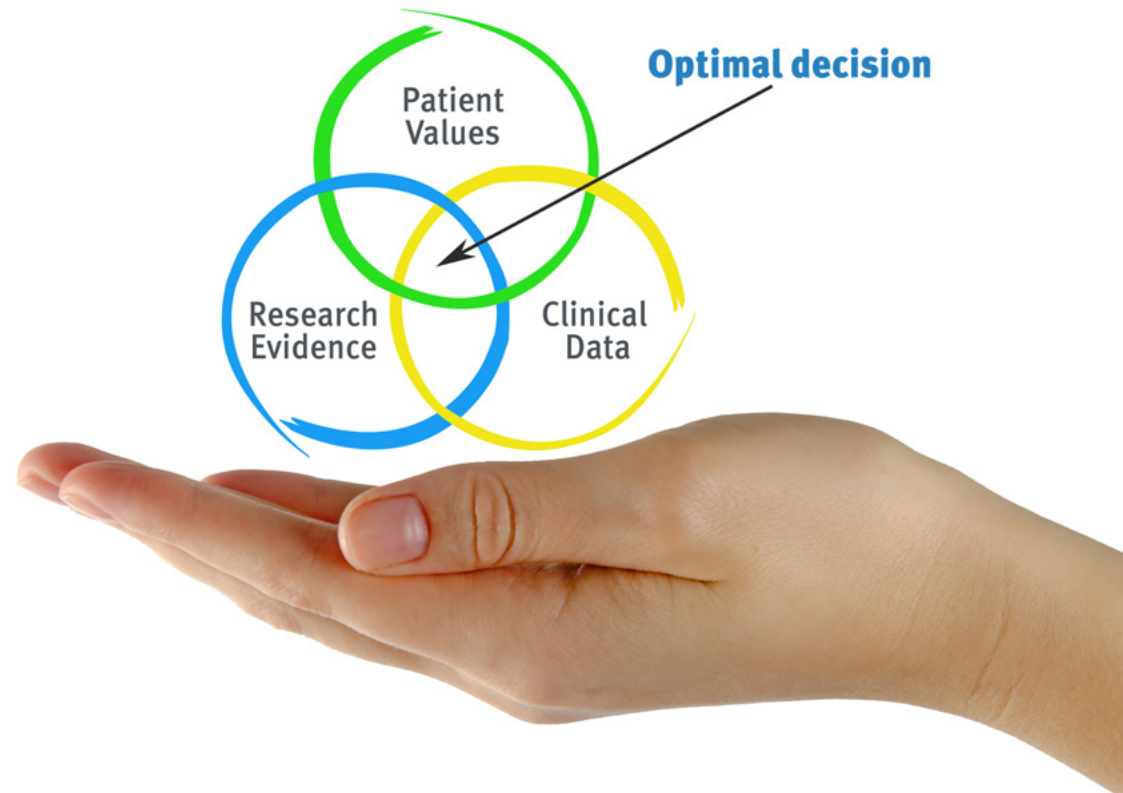 Optimal decision
Patient
Values
Research
Evidence
Clinical
Data